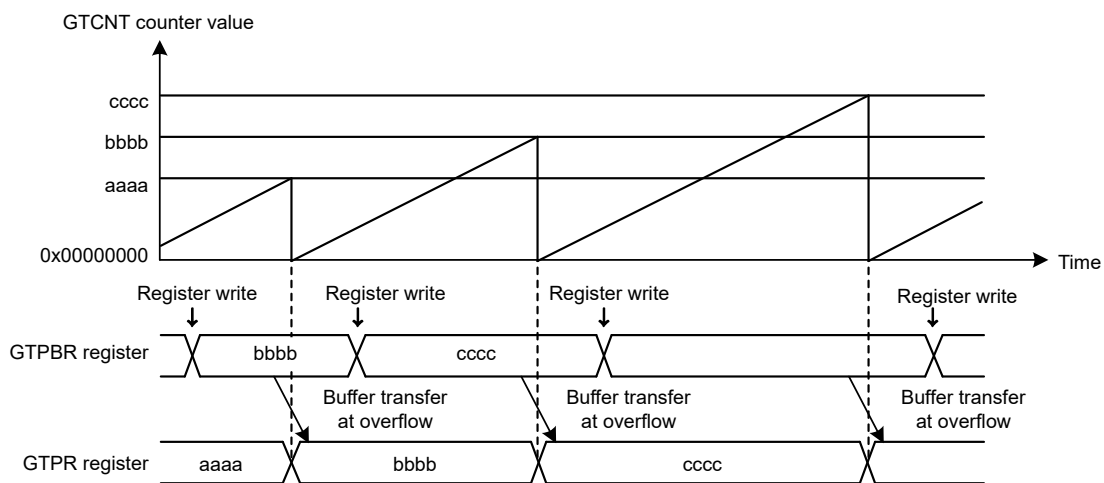 GTCNT counter value
cccc
bbbb
aaaa
0x00000000
Time
Register write
Register write
Register write
Register write
GTPBR register
bbbb
cccc
Buffer transfer
at overflow
Buffer transfer
at overflow
Buffer transfer
at overflow
GTPR register
aaaa
bbbb
cccc